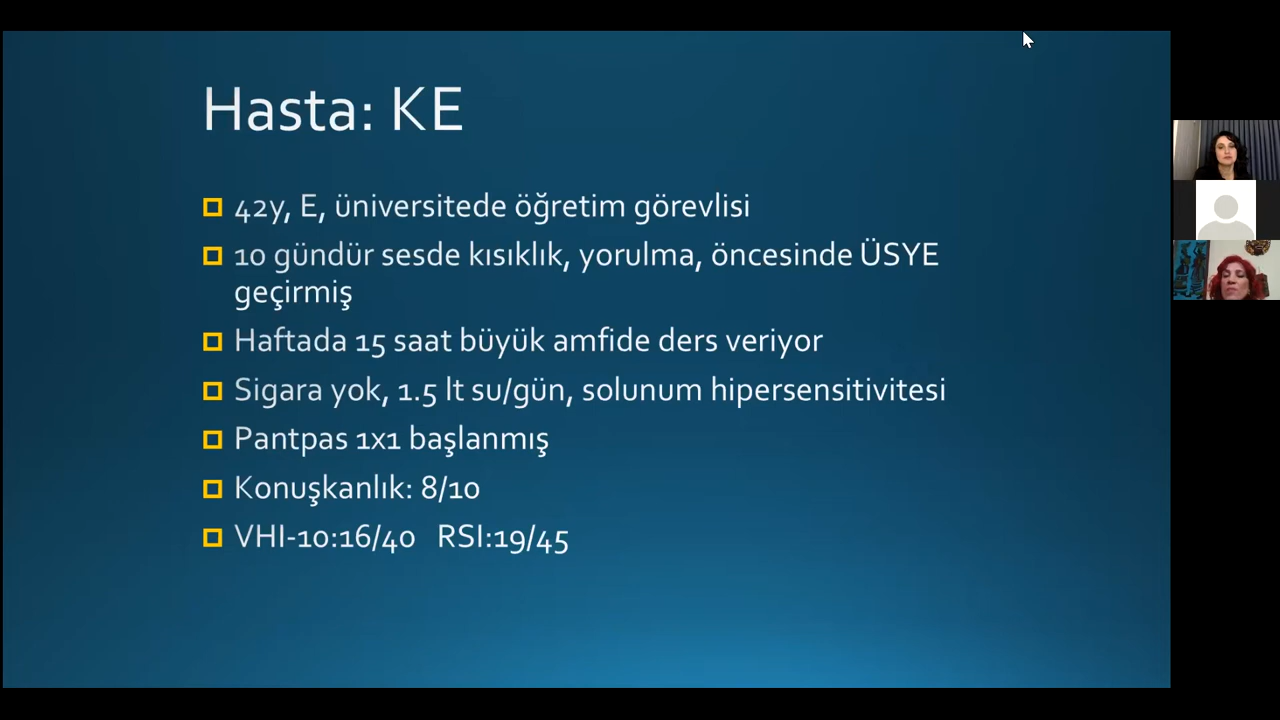 Hasta: KE
42y, E, üniversitede öğretim görevlisi
10 gündür sesde kısıklık, yorulma, öncesinde ÜSYE
geçirmiş
Haftada 15 saat büyük amfide ders veriyor
Sigara yok, 1.5 lt su/gün, solunum hipersensitivitesi
Pantpas 1x1 başlanmış
Konuşkanlık: 8/10
VHI-10:16/40 RSI:19/45